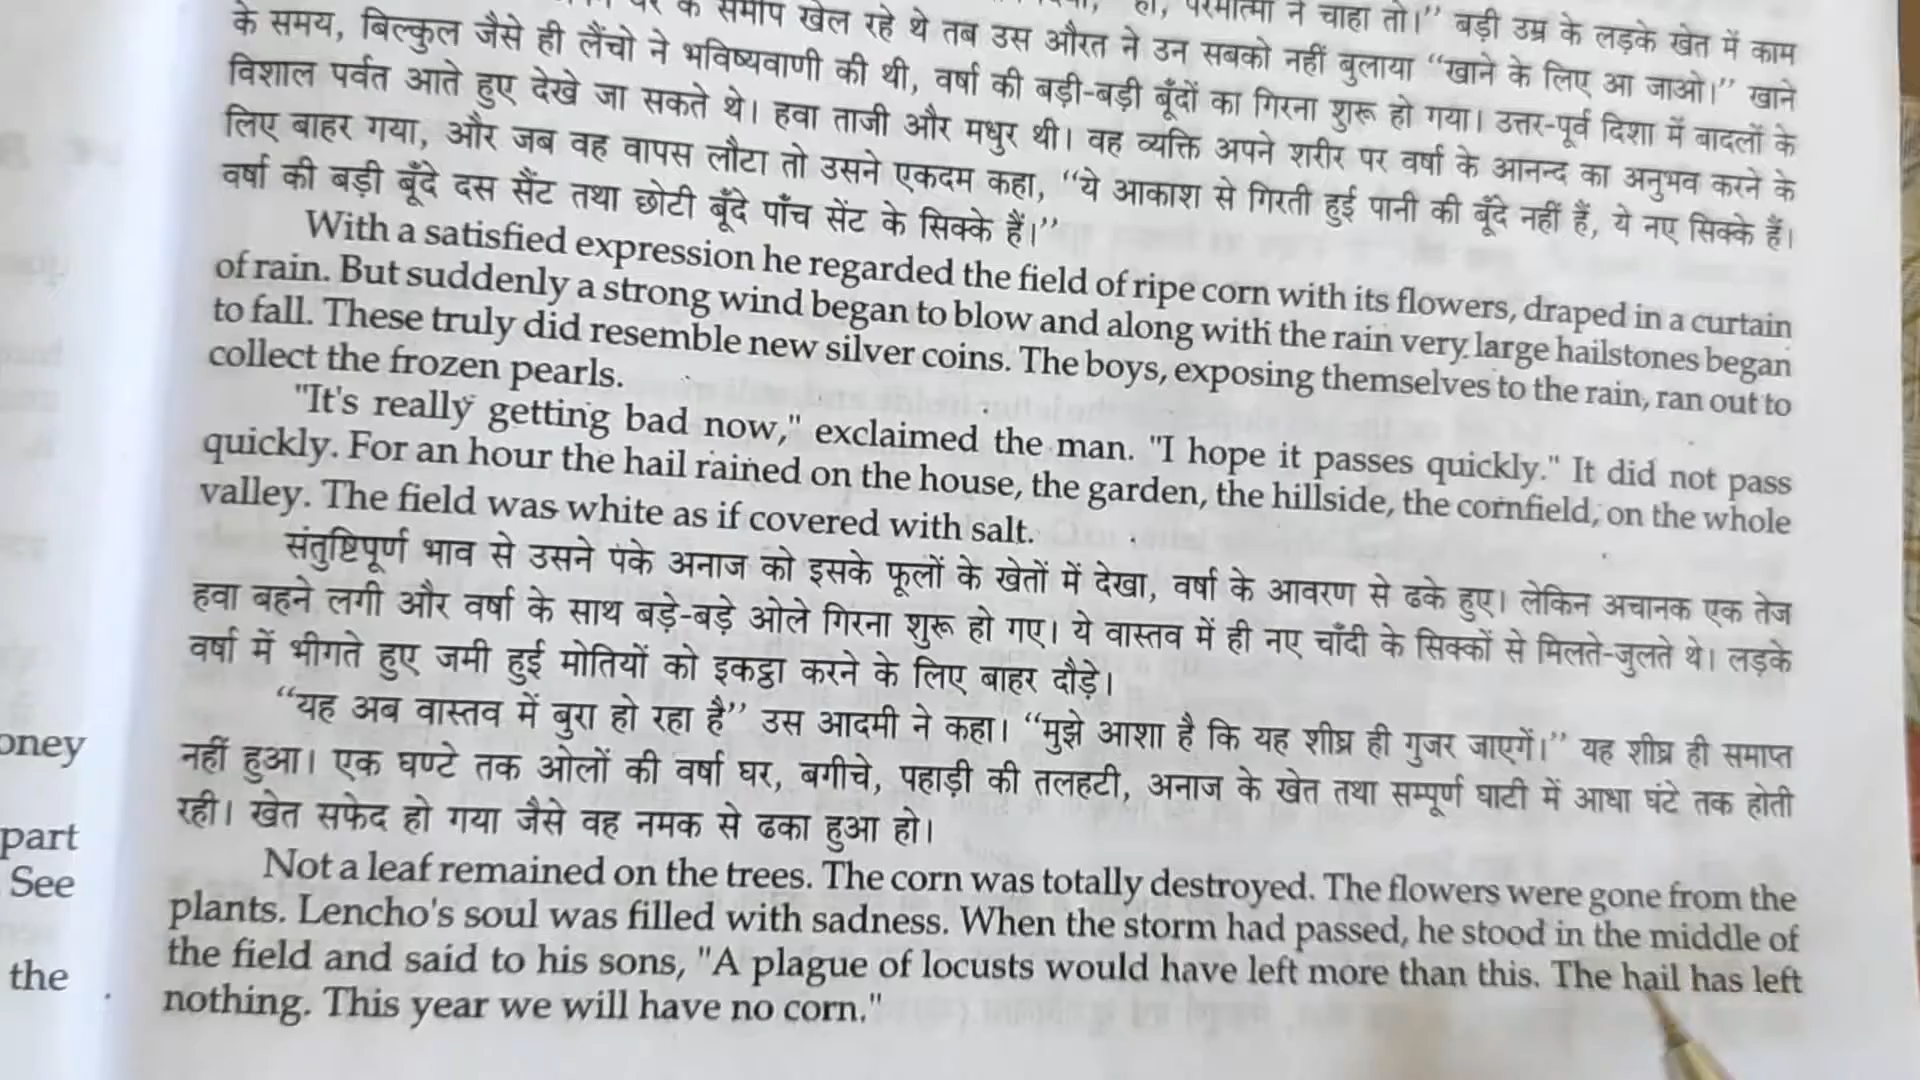 के समीप खेल रहे थे तब उस औरत ने उन सबको नहीं बुलाया “खाने के लिए आ जाओ।” खाने
परमात्मा ने चाहा तो।” बड़ी उम्र के लड़के खेत में काम
के समय, बिल्कुल जैसे ही लैंचो ने भविष्यवाणी की थी, वर्षा की बड़ी-बड़ी बूँदों का गिरना शुरू हो गया। उत्तर-पूर्व दिशा में बादलों के
विशाल पर्वत आते हुए देखे जा सकते थे। हवा ताजी और मधुर थी। वह व्यक्ति अपने शरीर पर वर्षा के आनन्द का अनुभव करने के
लिए बाहर गया, और जब वह वापस लौटा तो उसने एकदम कहा, “ये आकाश से गिरती हुई पानी की बूँदे नहीं हैं, ये नए सिक्के हैं।
वर्षा की बड़ी बूँदे दस सैंट तथा छोटी बूँदे पाँच सेंट के सिक्के हैं।”
With a satisfied expression he regarded the field of ripe corn with its flowers, draped in a curtain
of rain. But suddenly a strong wind began to blow and along with the rain very large hailstones began
to fall. These truly did resemble new silver coins. The boys, exposing themselves to the rain, ran out to
collect the frozen pearls.
"It's really getting bad now," exclaimed the man. "I hope it passes quickly." It did not pass
quickly. For an hour the hail rained on the house, the garden, the hillside, the cornfield, on the whole
valley. The field was white as if covered with salt.
संतुष्टिपूर्ण भाव से उसने पके अनाज को इसके फूलों के खेतों में देखा, वर्षा के आवरण से ढके हुए। लेकिन अचानक एक तेज
हवा बहने लगी और वर्षा के साथ बड़े-बड़े ओले गिरना शुरू हो गए। ये वास्तव में ही नए चाँदी के सिक्कों से मिलते-जुलते थे। लड़के
वर्षा में भीगते हुए जमी हुई मोतियों को इकट्ठा करने के लिए बाहर दौड़े।
“यह अब वास्तव में बुरा हो रहा है” उस आदमी ने कहा। “मुझे आशा है कि यह शीघ्र ही गुजर जाएगें।” यह शीघ्र ही समाप्त
नहीं हुआ। एक घण्टे तक ओलों की वर्षा घर, बगीचे, पहाड़ी की तलहटी, अनाज के खेत तथा सम्पूर्ण घाटी में आधा घंटे तक होती
रही। खेत सफेद हो गया जैसे वह नमक से ढका हुआ हो।
Not a leaf remained on the trees. The corn was totally destroyed. The flowers were gone from the
plants. Lencho's soul was filled with sadness. When the storm had passed, he stood in the middle of
the field and said to his sons, "A plague of locusts would have left more than this. The hail has left
nothing. This year we will have no corn."
oney
part
See
the